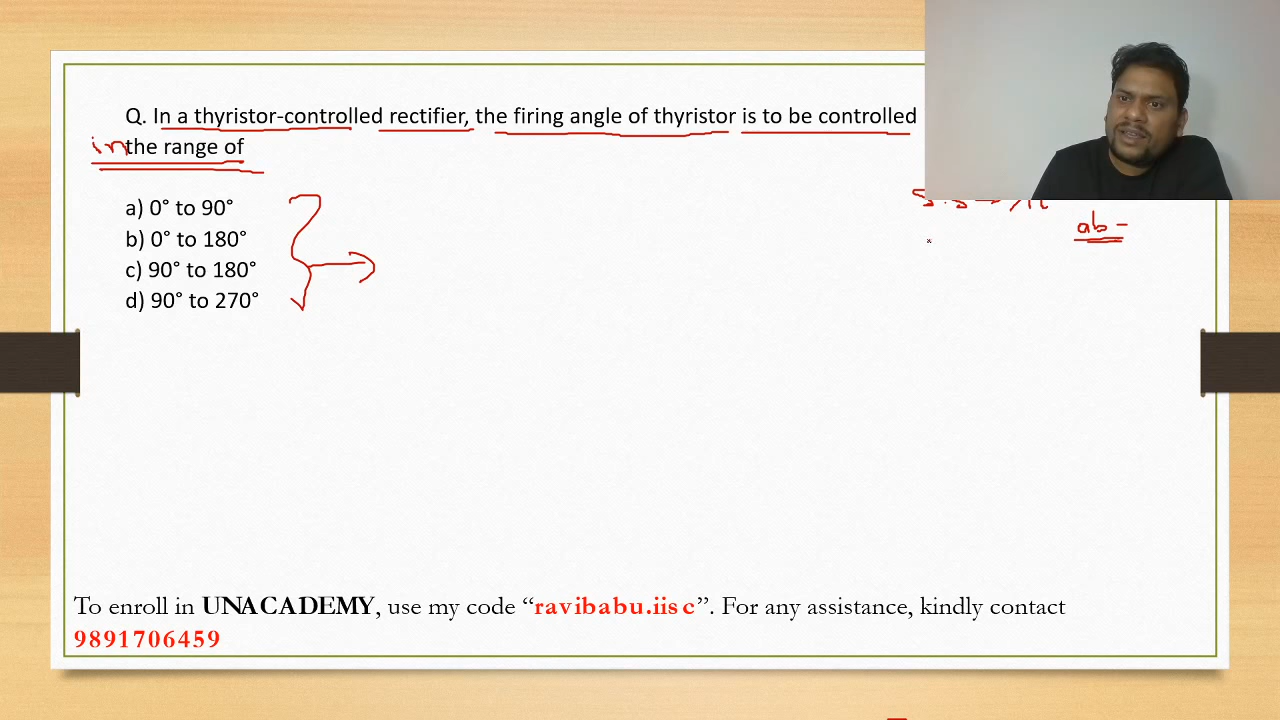 Q. In a thyristor-controlled rectifier, the firing angle of thyristor is to be controlled
in the range of
a) 0° to 90°
b) 0° to 180°
c) 90° to 180°
d) 90° to 270°
ab -
To enroll in UNACADEMY, use my code “ravibabu.iisc”. For any assistance, kindly contact
9891706459